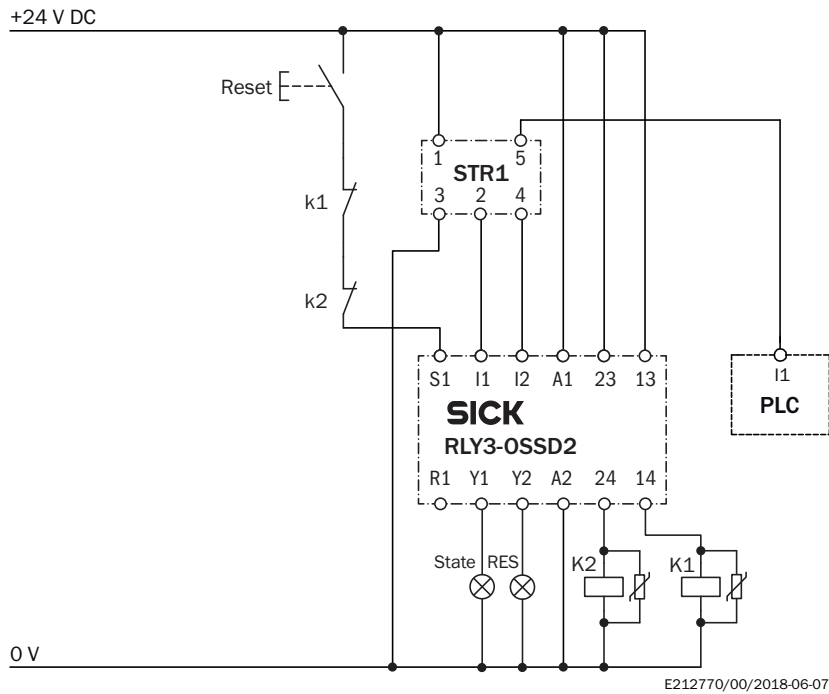 +24 V DC
Reset
1 5
STR1
3 2 4
k1
k2
S1 I1 I2 A1 23 13
I1
PLC
SICK
RLY3-OSSD2
R1 Y1 Y2 A2 24 14
State RES K2 K1
0 V
E212770/00/2018-06-07